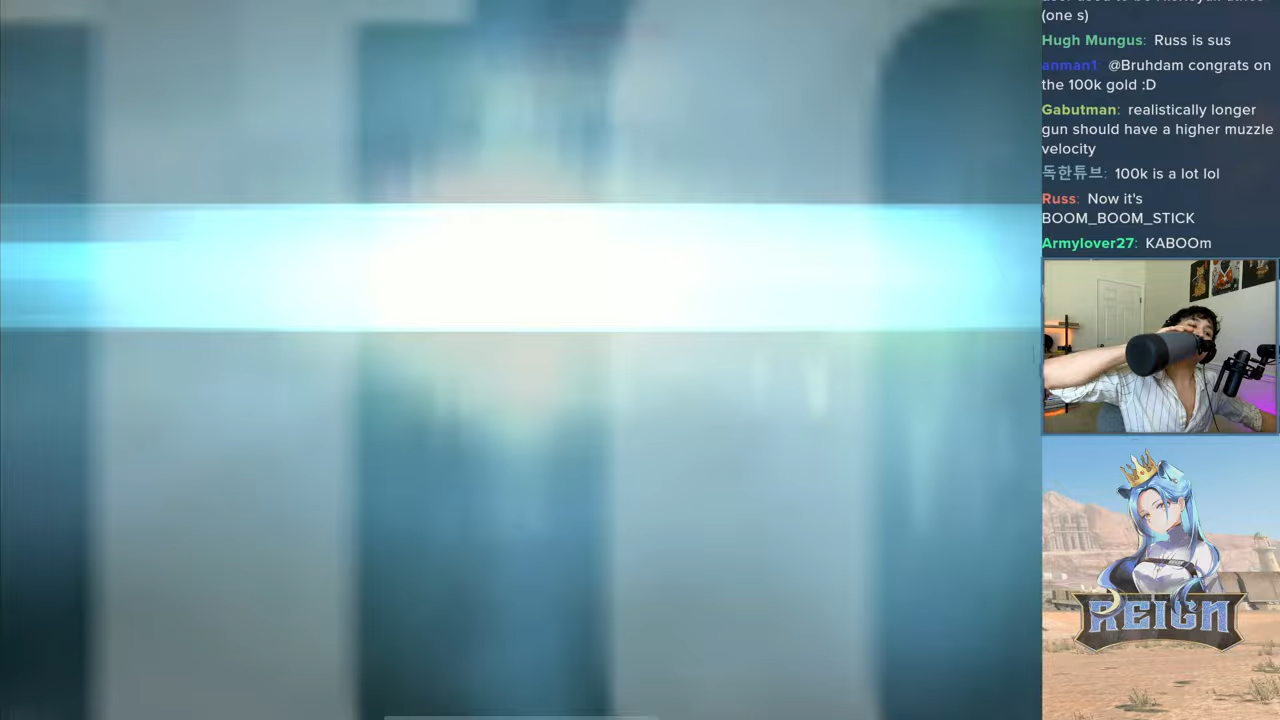 (one s)
Hugh Mungus: Russ is sus
anman1 @Bruhdam congrats on
the 100k gold :D
Gabutman: realistically longer
gun should have a higher muzzle
velocity
독한튜브: 100k is a lot lol
Russ: Now it's
BOOM_BOOM_STICK
Armylover27: KABOOm
REIGN